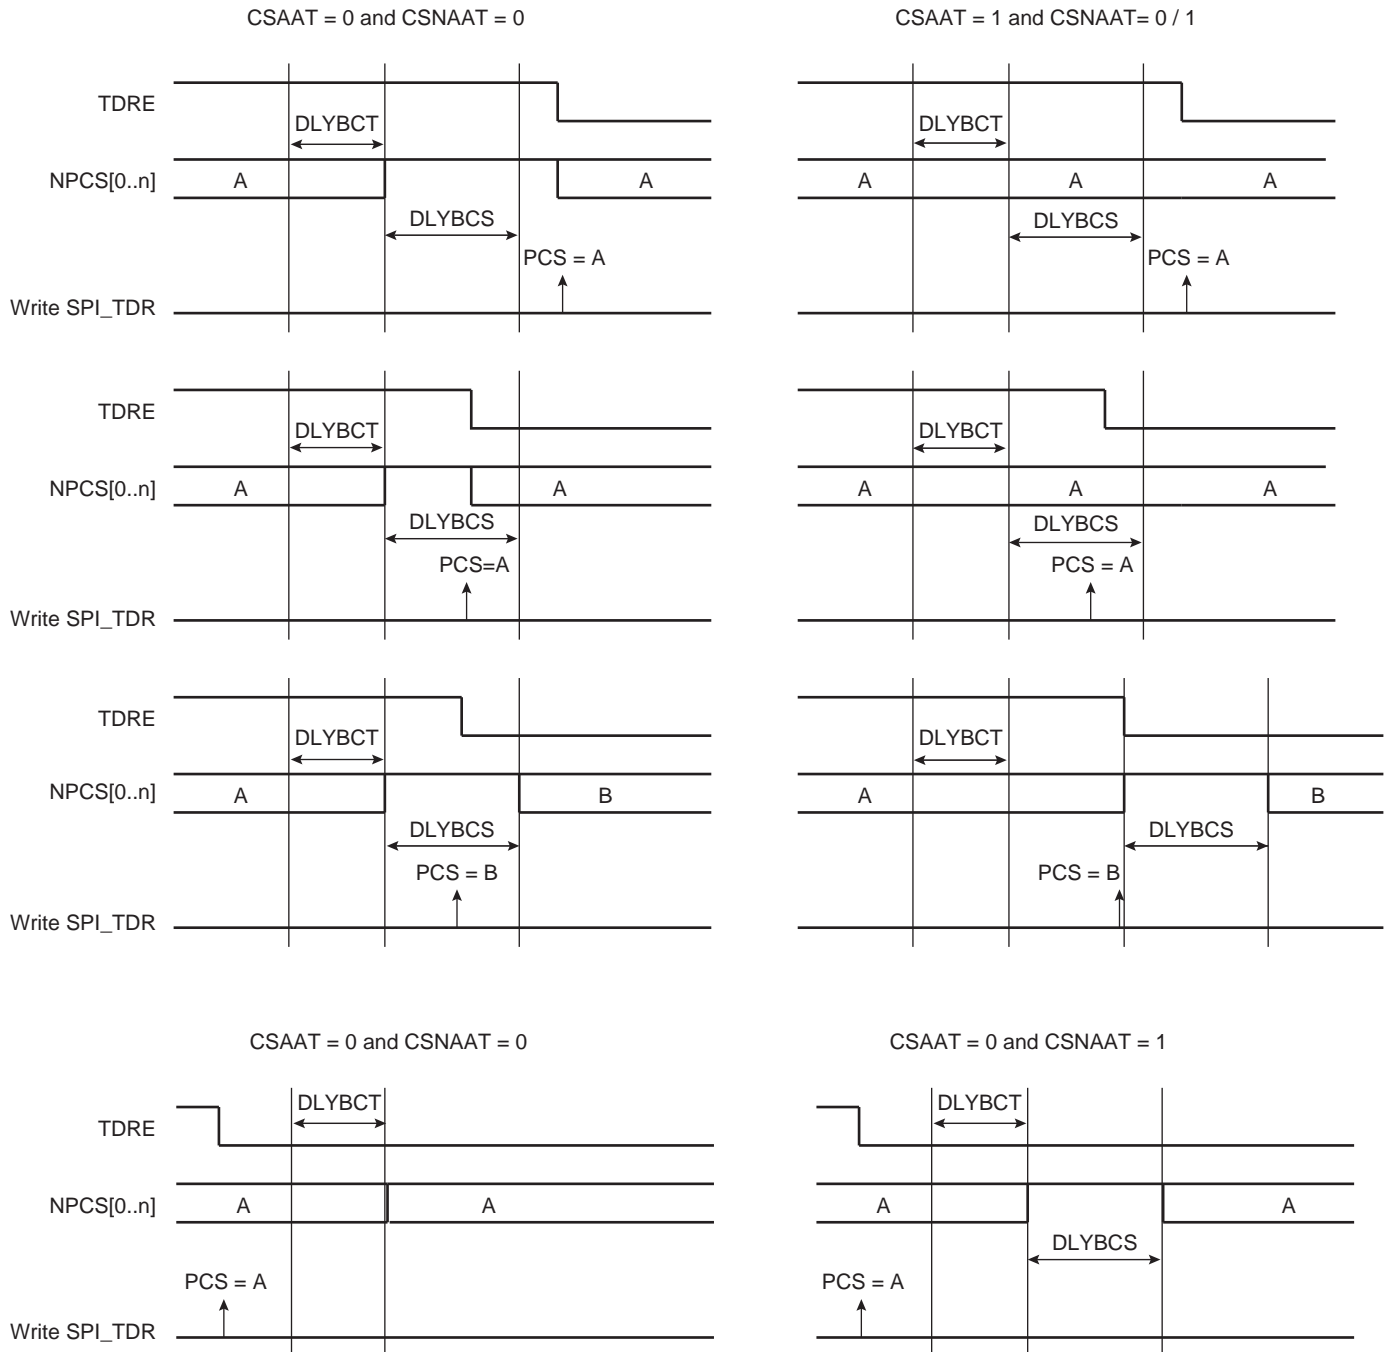 CSAAT = 0 and CSNAAT = 0
CSAAT = 1 and CSNAAT= 0 / 1
TDRE
DLYBCT
DLYBCT
NPCS[0..n]
A
A
A
A
A
DLYBCS
DLYBCS
PCS = A
PCS = A
Write SPI_TDR
TDRE
DLYBCT
DLYBCT
NPCS[0..n]
A
A
A
A
A
DLYBCS
DLYBCS
PCS=A
PCS = A
Write SPI_TDR
TDRE
DLYBCT
DLYBCT
NPCS[0..n]
A
B
A
B
DLYBCS
DLYBCS
PCS = B
PCS = B
Write SPI_TDR
CSAAT = 0 and CSNAAT = 0
CSAAT = 0 and CSNAAT = 1
DLYBCT
DLYBCT
TDRE
NPCS[0..n]
A
A
A
A
DLYBCS
PCS = A
PCS = A
Write SPI_TDR